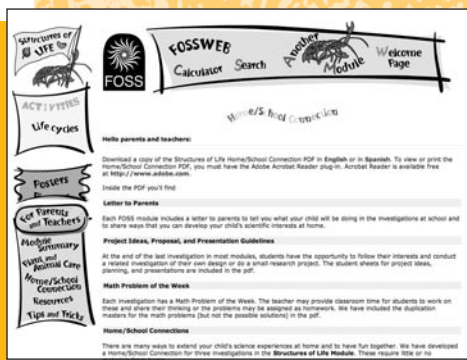 Structures of
LIFE
FOSS
FOSSWEB
Calculator
Search
Another
Module
Welcome
Page
ACTIVITIES
Life cycles
Posters
For Parents
and Teachers
Module
Summary
Plant and
Animal Care
Home/School
Connection
Resources
Tips and Tricks
Home/School Connection
Hello parents and teachers:
Download a copy of the Structures of Life Home/School Connection PDF in English or in Spanish. To view or print the
Home/School Connection PDF, you must have the Adobe Acrobat Reader plug-in. Acrobat Reader is available free
at http://www.adobe.com.
Inside the PDF you'll find
Letter to Parents
Each FOSS module includes a letter to parents to tell you what your child will be doing in the investigations at school and
to share ways that you can develop your child's scientific interests at home.
Project Ideas, Proposal, and Presentation Guidelines
At the end of the last investigation in most modules, students have the opportunity to follow their interests and conduct
a related investigation of their own design or do a small research project. The student sheets for project ideas,
planning, and presentations are included in the pdf.
Math Problem of the Week
Each investigation has a Math Problem of the Week. The teacher may provide classroom time for students to work on
these and share their thinking or the problems may be assigned as homework. We have included the duplication
masters for the math problems (but not the possible solutions) in the pdf.
Home/School Connections
There are many ways to extend your child's science experiences at home and to have fun together. We have developed
a Home/School Connection for three investigations in the Structures of Life Module. These require little or no